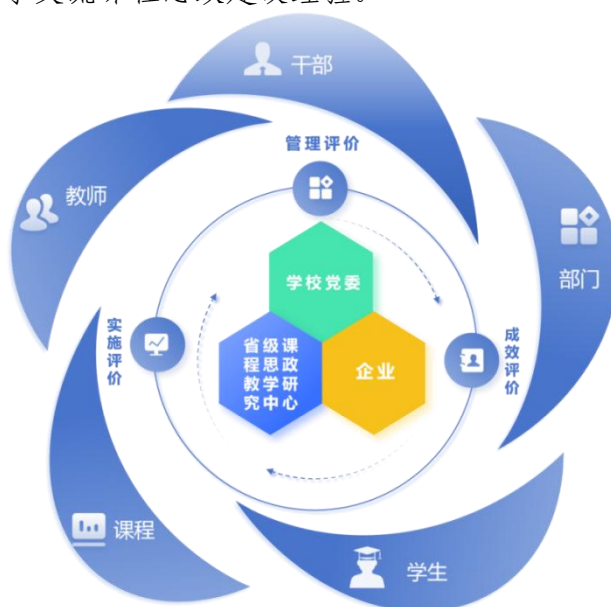 干部
管理评价
教师
部门
学校党委
实施评价
成效评价
省级课
程思政
教学研
究中心
企业
课程
学生